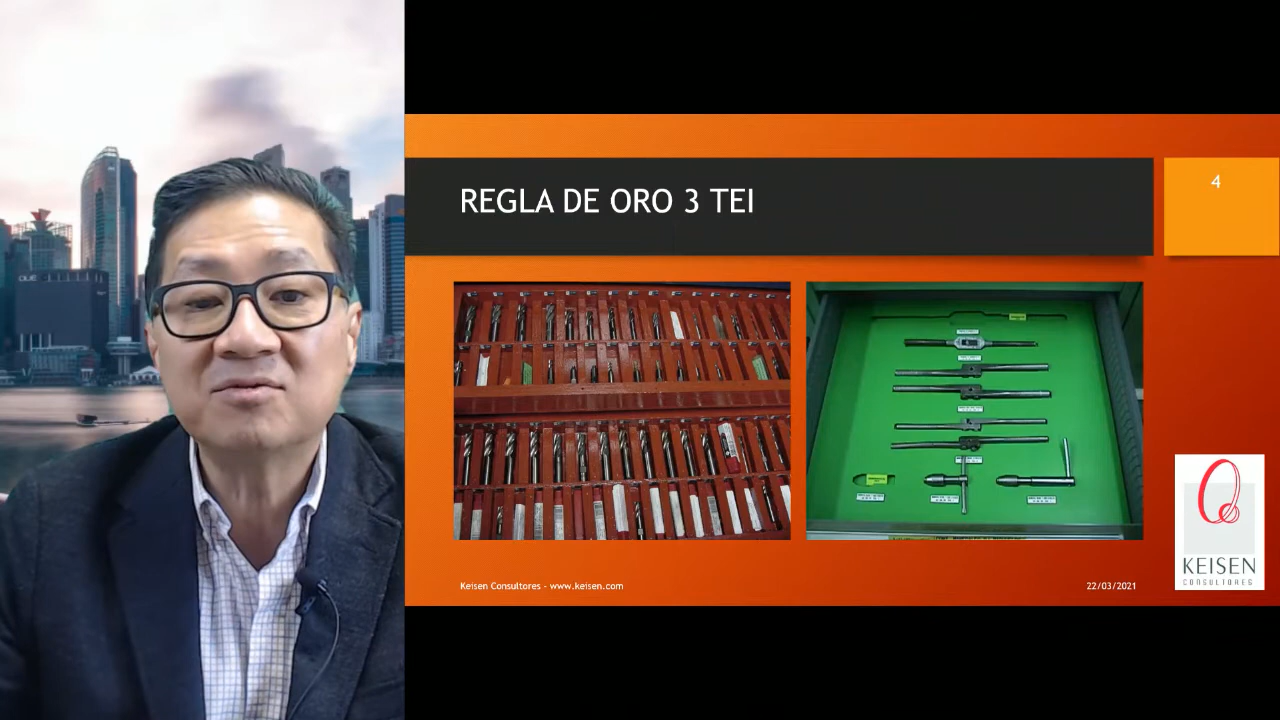 REGLA DE ORO 3 TEI
4
Keisen Consultores - www.keisen.com
22/03/2021
KEISEN
CONSULTORES